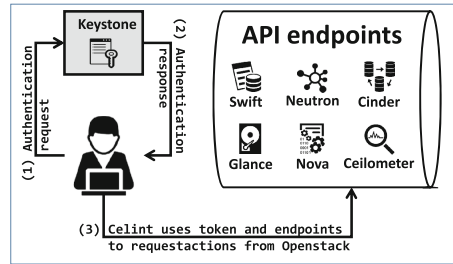 Keystone
(1) Authentication
request
(2) Authentication
response
API endpoints
Swift
Neutron
Cinder
Glance
Nova
Ceilometer
(3) Celint uses token and endpoints
to requestactions from Openstack